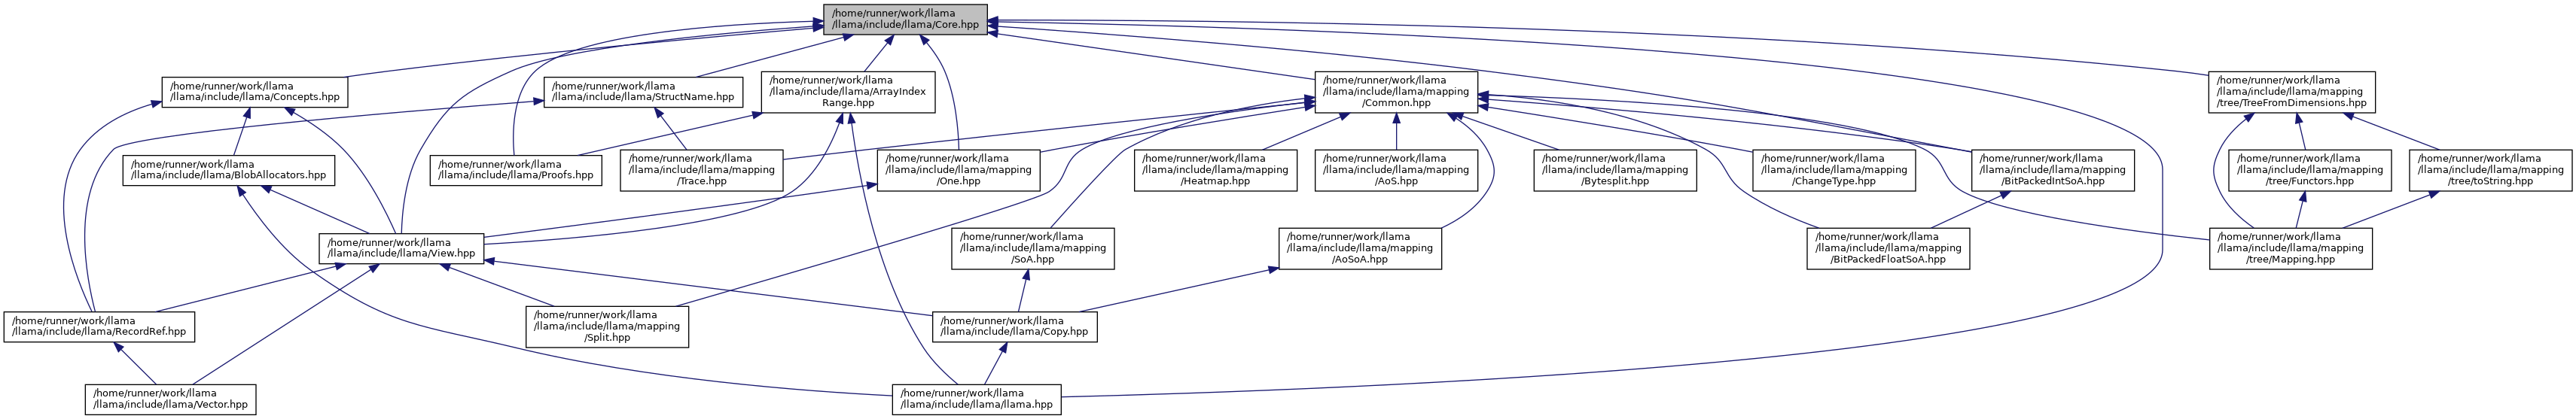 /home/runner/work/llama
/llama/include/llama/Core.hpp
/home/runner/work/llama
/llama/include/llama/Concepts.hpp
/home/runner/work/llama
/llama/include/llama/StructName.hpp
/home/runner/work/llama
/llama/include/llama/ArrayIndex
Range.hpp
/home/runner/work/llama
/llama/include/llama/mapping
/Common.hpp
/home/runner/work/llama
/llama/include/llama/mapping
/tree/TreeFromDimensions.hpp
/home/runner/work/llama
/llama/include/llama/BlobAllocators.hpp
/home/runner/work/llama
/llama/include/llama/Proofs.hpp
/home/runner/work/llama
/llama/include/llama/mapping
/Trace.hpp
/home/runner/work/llama
/llama/include/llama/mapping
/One.hpp
/home/runner/work/llama
/llama/include/llama/mapping
/Heatmap.hpp
/home/runner/work/llama
/llama/include/llama/mapping
/AoS.hpp
/home/runner/work/llama
/llama/include/llama/mapping
/Bytesplit.hpp
/home/runner/work/llama
/llama/include/llama/mapping
/ChangeType.hpp
/home/runner/work/llama
/llama/include/llama/mapping
/BitPackedIntSoA.hpp
/home/runner/work/llama
/llama/include/llama/mapping
/tree/Functors.hpp
/home/runner/work/llama
/llama/include/llama/mapping
/tree/toString.hpp
/home/runner/work/llama
/llama/include/llama/View.hpp
/home/runner/work/llama
/llama/include/llama/mapping
/SoA.hpp
/home/runner/work/llama
/llama/include/llama/mapping
/AoSoA.hpp
/home/runner/work/llama
/llama/include/llama/mapping
/BitPackedFloatSoA.hpp
/home/runner/work/llama
/llama/include/llama/mapping
/tree/Mapping.hpp
/home/runner/work/llama
/llama/include/llama/RecordRef.hpp
/home/runner/work/llama
/llama/include/llama/mapping
/Split.hpp
/home/runner/work/llama
/llama/include/llama/Copy.hpp
/home/runner/work/llama
/llama/include/llama/Vector.hpp
/home/runner/work/llama
/llama/include/llama/llama.hpp